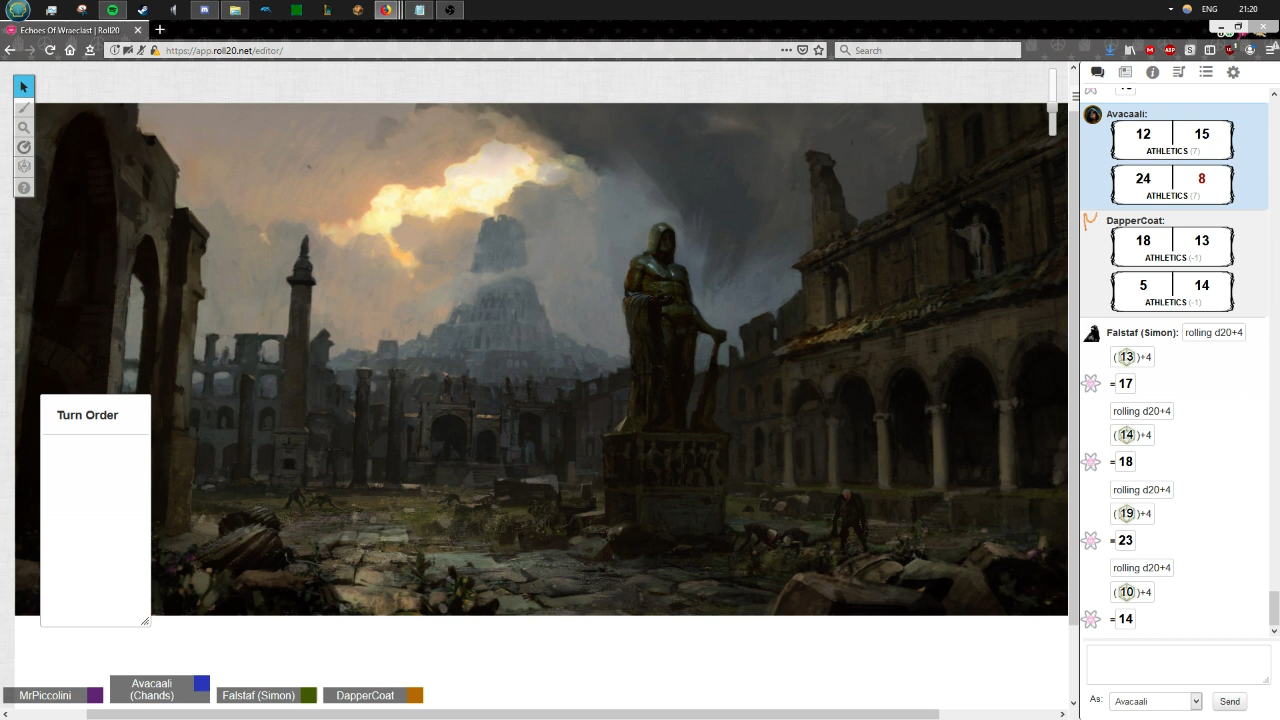 ENG
21:20
Echoes Of Wraeclast | Roll20
https://app.roll20.net/editor/
Search
Turn Order
MrPiccolini
Avacaali
(Chands)
Falstaf (Simon)
DapperCoat
Avacaali:
12 15
ATHLETICS (7)
24 8
ATHLETICS (7)
DapperCoat:
18 13
ATHLETICS (-1)
5 14
ATHLETICS (-1)
Falstaf (Simon): rolling d20+4
(13)+4
=17
rolling d20+4
(14)+4
=18
rolling d20+4
(19)+4
=23
rolling d20+4
(10)+4
=14
As: Avacaali Send